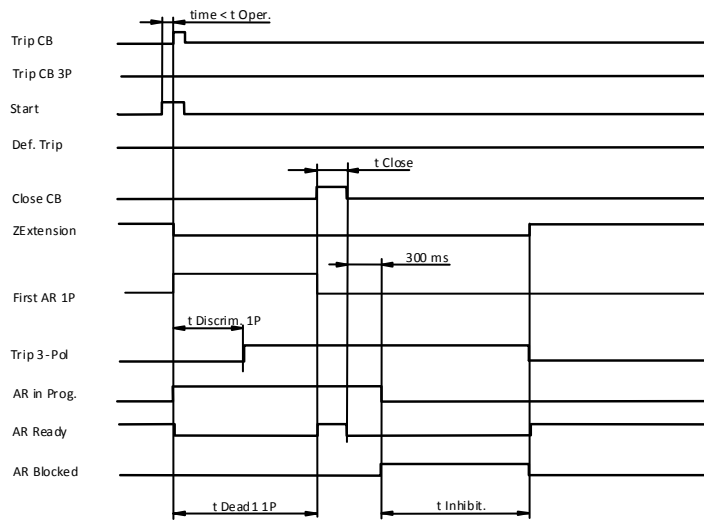 time < t Oper.
Trip CB
Trip CB 3P
Start
Def. Trip
t Close
Close CB
ZExtension
300 ms
First AR 1P
t Discrim. 1P
Trip 3-Pol
AR in Prog.
AR Ready
AR Blocked
t Dead1 1P
t Inhibit.